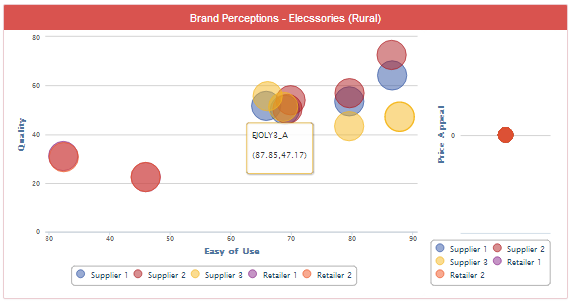 Brand Perceptions - Elecssories (Rural)
80
60
40
20
0
Quality
EJOLY3_A
(87.85,47.17)
30 40 50 60 70 80 90
Easy of Use
Supplier 1 Supplier 2 Supplier 3 Retailer 1 Retailer 2
Price Appeal
0
Supplier 1 Supplier 2
Supplier 3 Retailer 1
Retailer 2